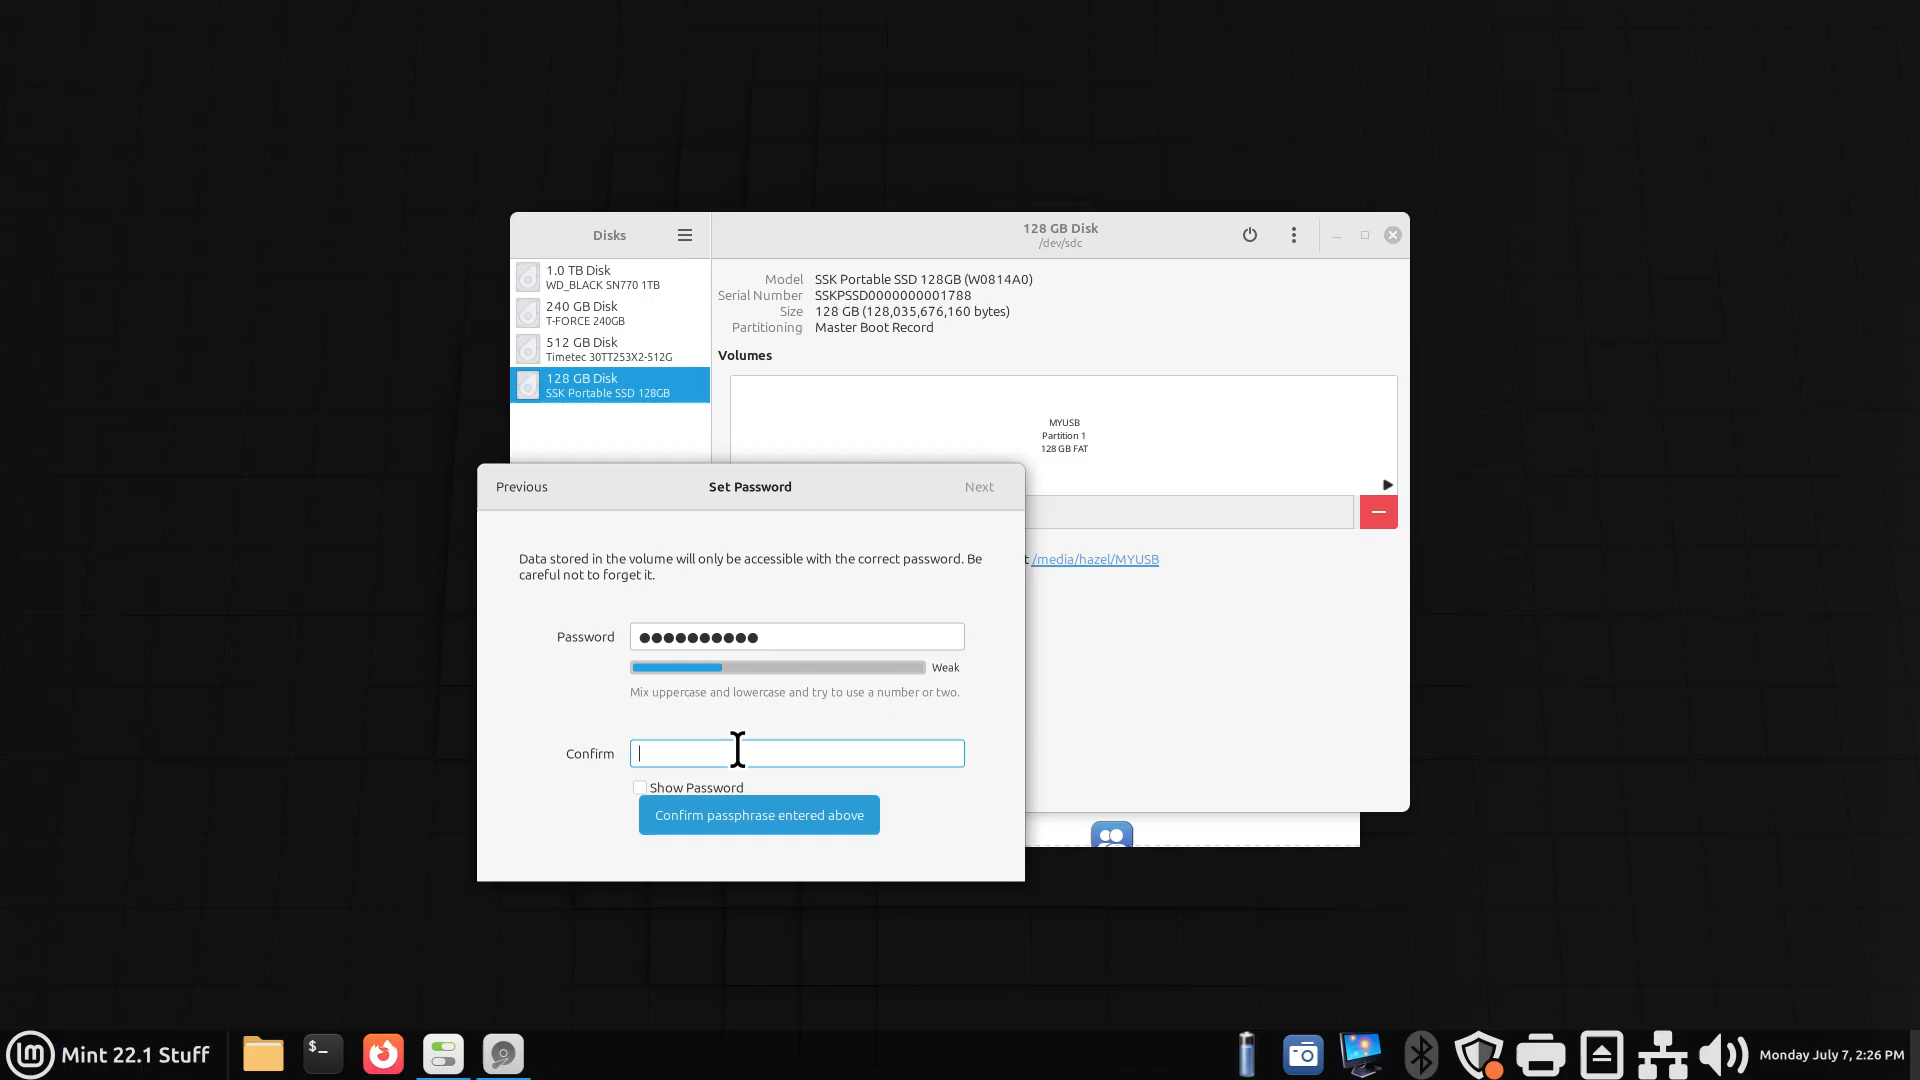 Disks
128 GB Disk
/dev/sdc
1.0 TB Disk
WD_BLACK SN770 1TB
240 GB Disk
T-FORCE 240GB
512 GB Disk
Timetec 30TT253X2-512G
128 GB Disk
SSK Portable SSD 128GB
Model SSK Portable SSD 128GB (W0814A0)
Serial Number SSKPSSD0000000001788
Size 128 GB (128,035,676,160 bytes)
Partitioning Master Boot Record
Volumes
MYUSB
Partition 1
128 GB FAT
t /media/hazel/MYUSB
Previous Set Password Next
Data stored in the volume will only be accessible with the correct password. Be
careful not to forget it.
Password ●●●●●●●●●●
Weak
Mix uppercase and lowercase and try to use a number or two.
Confirm
Show Password
Confirm passphrase entered above
Mint 22.1 Stuff
$–
Monday July 7, 2:26 PM